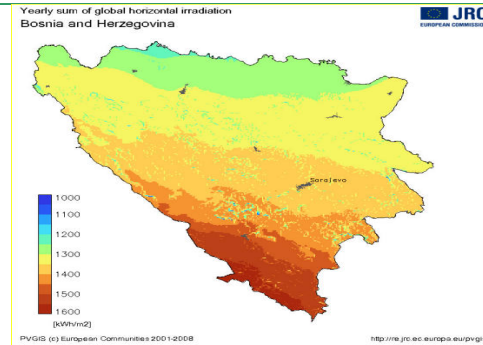 Yearly sum of global horizontal irradiation
Bosnia and Herzegovina
JRC
EUROPEAN COMMISSION
Sarajevo
1000
1100
1200
1300
1400
1500
1600
[kWh/m2]
PVGIS (c) European Communities 2001-2008
http://re.jrc.ec.europa.eu/pvgi